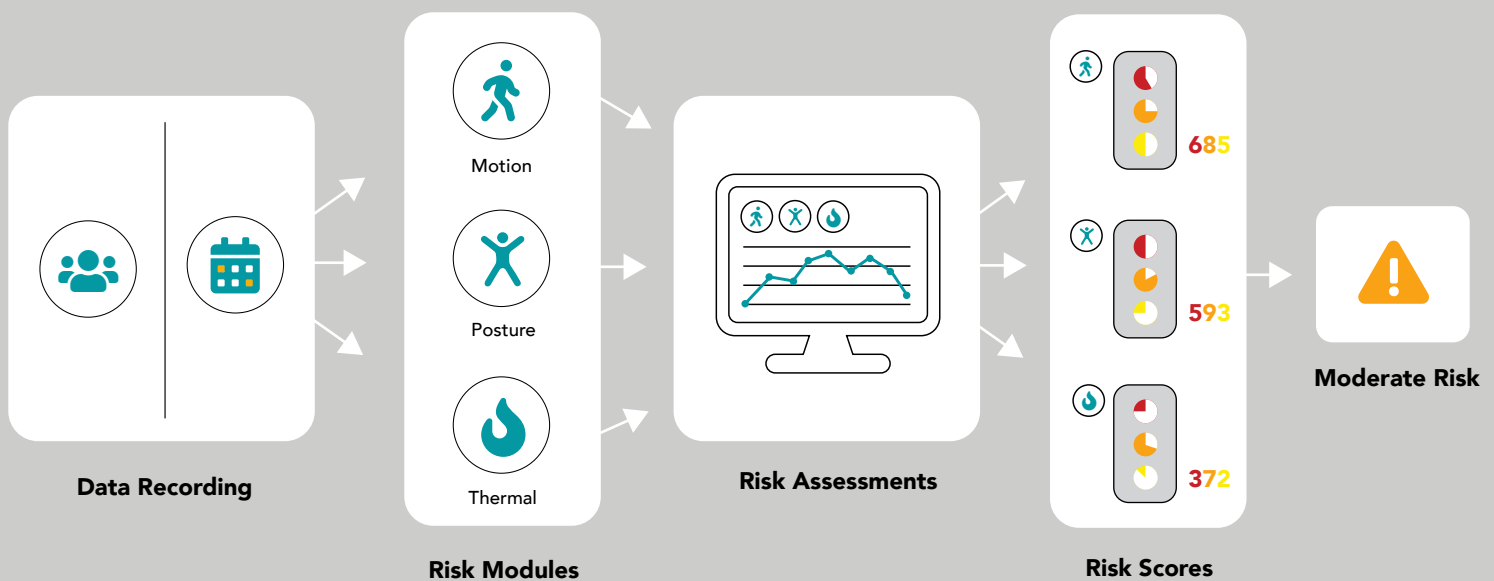 Data Recording
Motion
Posture
Thermal
Risk Modules
Risk Assessments
685
593
372
Risk Scores
Moderate Risk